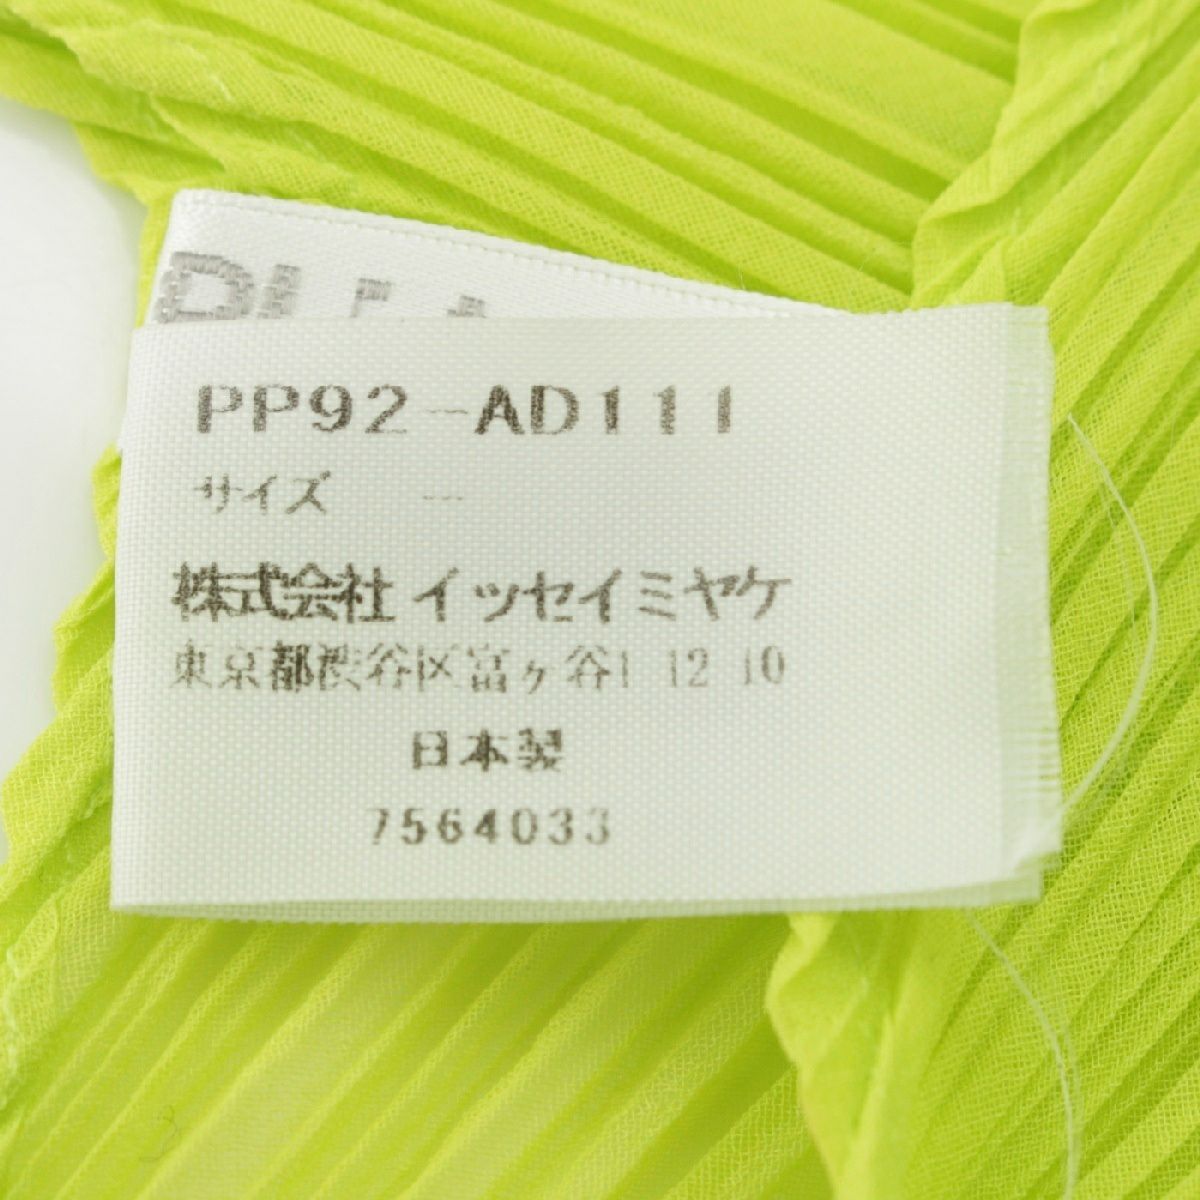 PP92-AD111
サイズ ---
株式会社 イッセイミヤケ
東京都渋谷区富ヶ谷1 12 10
日本製
7564033